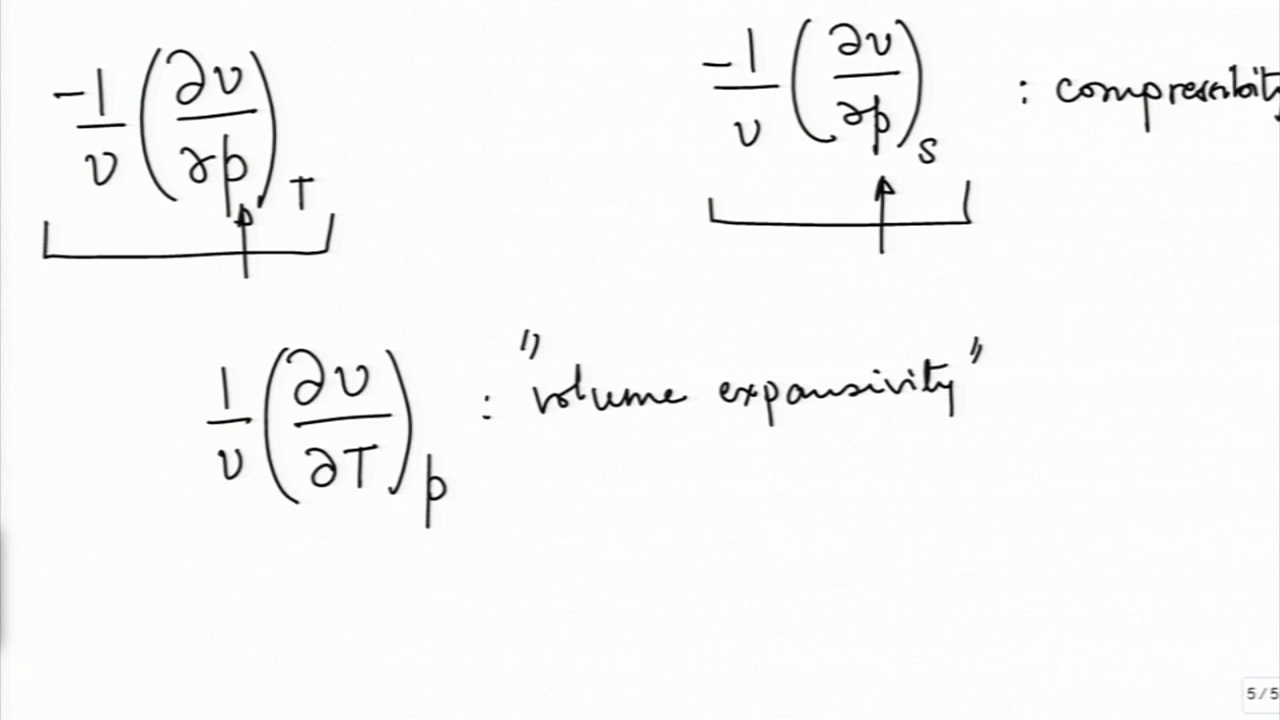 -1/v (∂v/∂p)_T -1/v (∂v/∂p)_s : compressibility
1/v (∂v/∂T)_p : "volume expansivity"
5/5